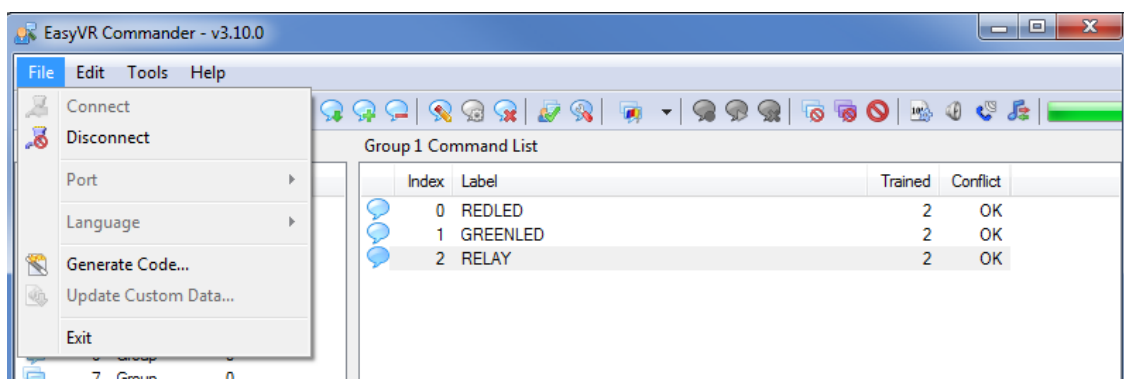 EasyVR Commander - v3.10.0
File Edit Tools Help
Connect
Disconnect
Port
Language
Generate Code...
Update Custom Data...
Exit
Group 1 Command List
Index Label Trained Conflict
0 REDLED 2 OK
1 GREENLED 2 OK
2 RELAY 2 OK
7 Group 0